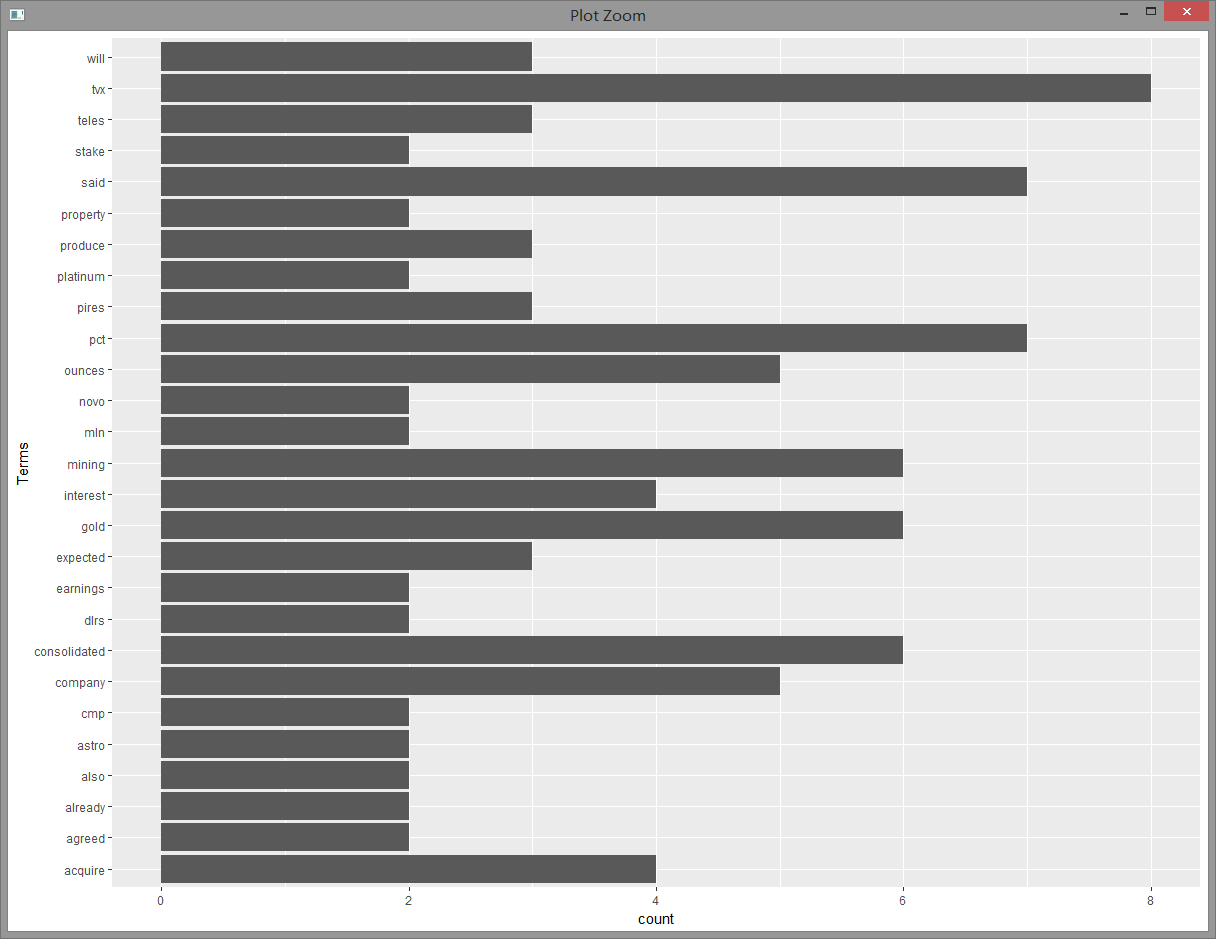 Plot Zoom
will
tvx
teles
stake
said
property
produce
platinum
pires
pct
ounces
novo
mln
mining
interest
gold
expected
earnings
dlrs
consolidated
company
cmp
astro
also
already
agreed
acquire
Terms
0 2 4 6 8
count